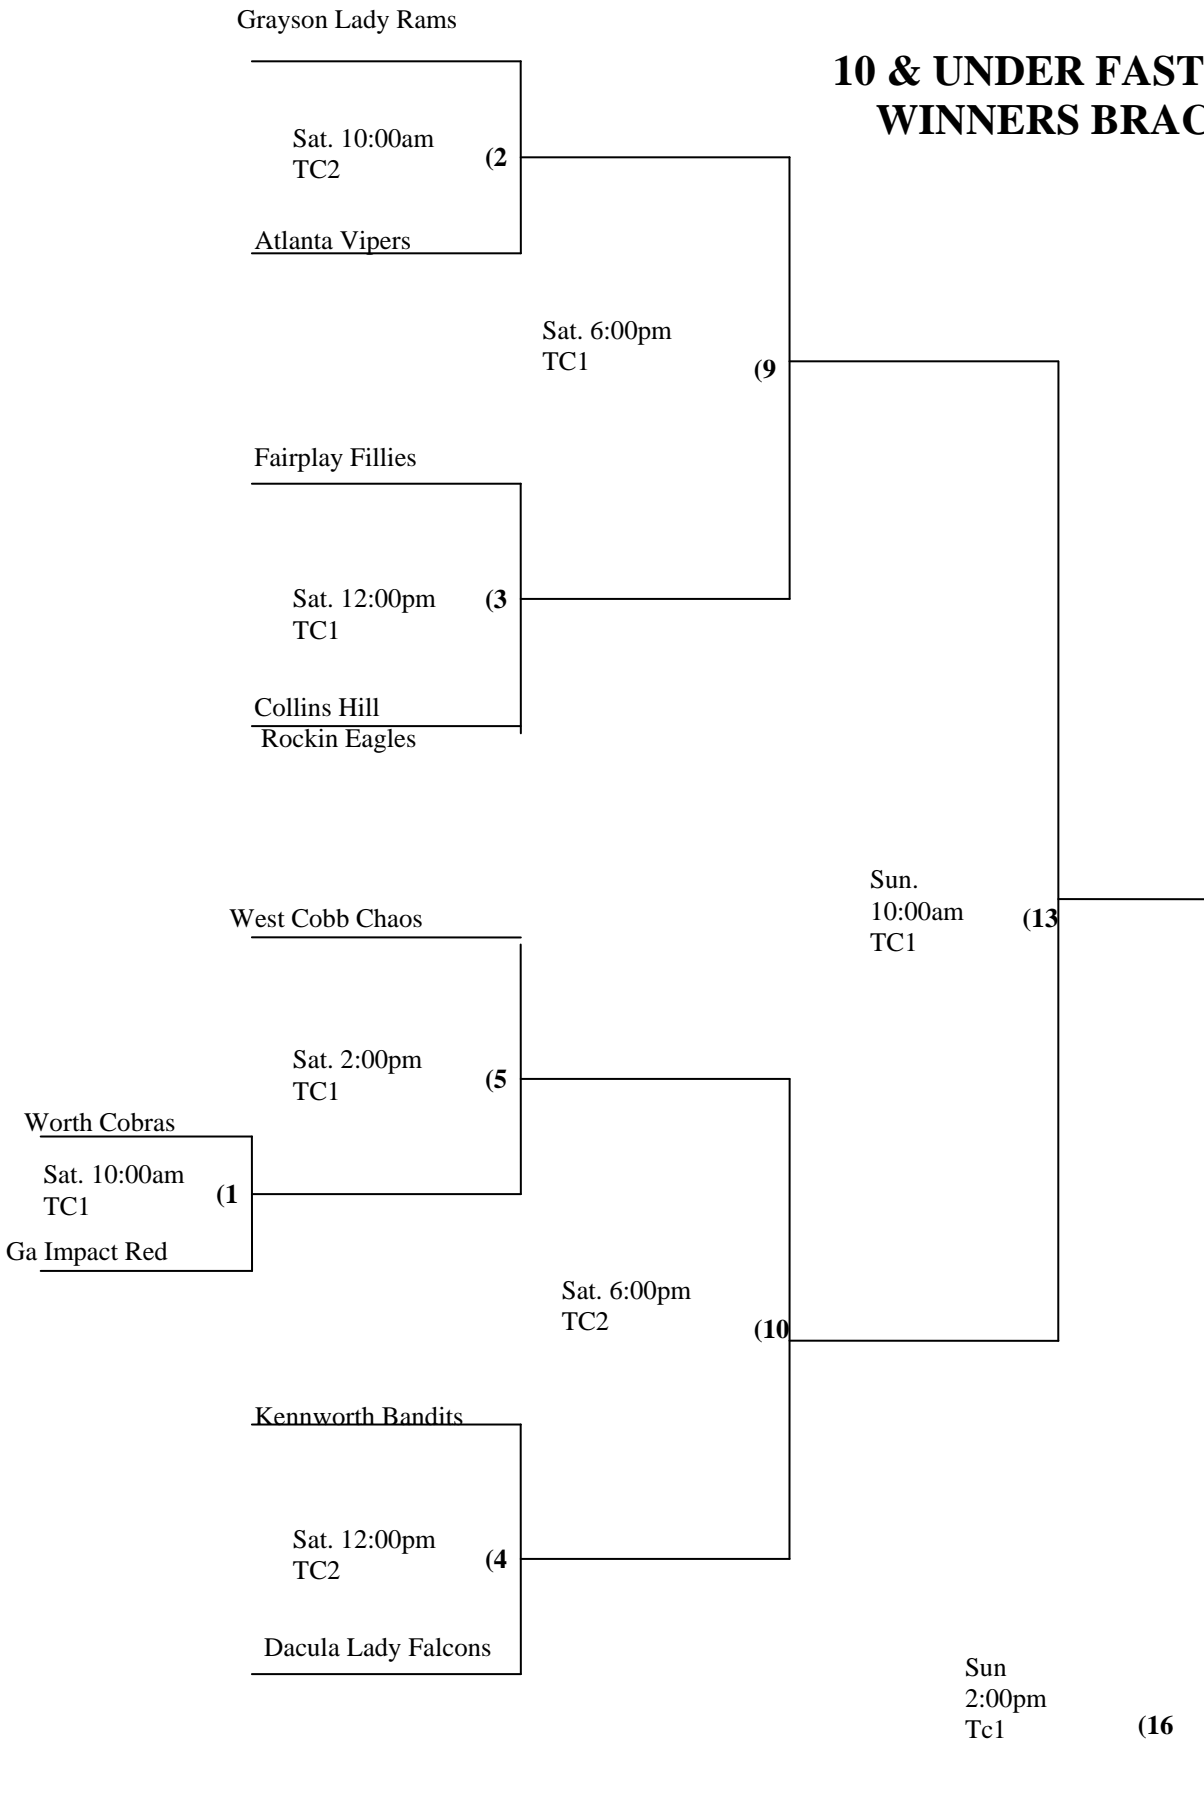 Grayson Lady Rams
10 & UNDER FAST
WINNERS BRAC
Sat. 10:00am
TC2
(2
Atlanta Vipers
Sat. 6:00pm
TC1
(9
Fairplay Fillies
Sat. 12:00pm
TC1
(3
Collins Hill
Rockin Eagles
Sun.
10:00am
TC1
(13
West Cobb Chaos
Sat. 2:00pm
TC1
(5
Worth Cobras
Sat. 10:00am
TC1
(1
Ga Impact Red
Sat. 6:00pm
TC2
(10
Kennworth Bandits
Sat. 12:00pm
TC2
(4
Dacula Lady Falcons
Sun
2:00pm
Tc1
(16